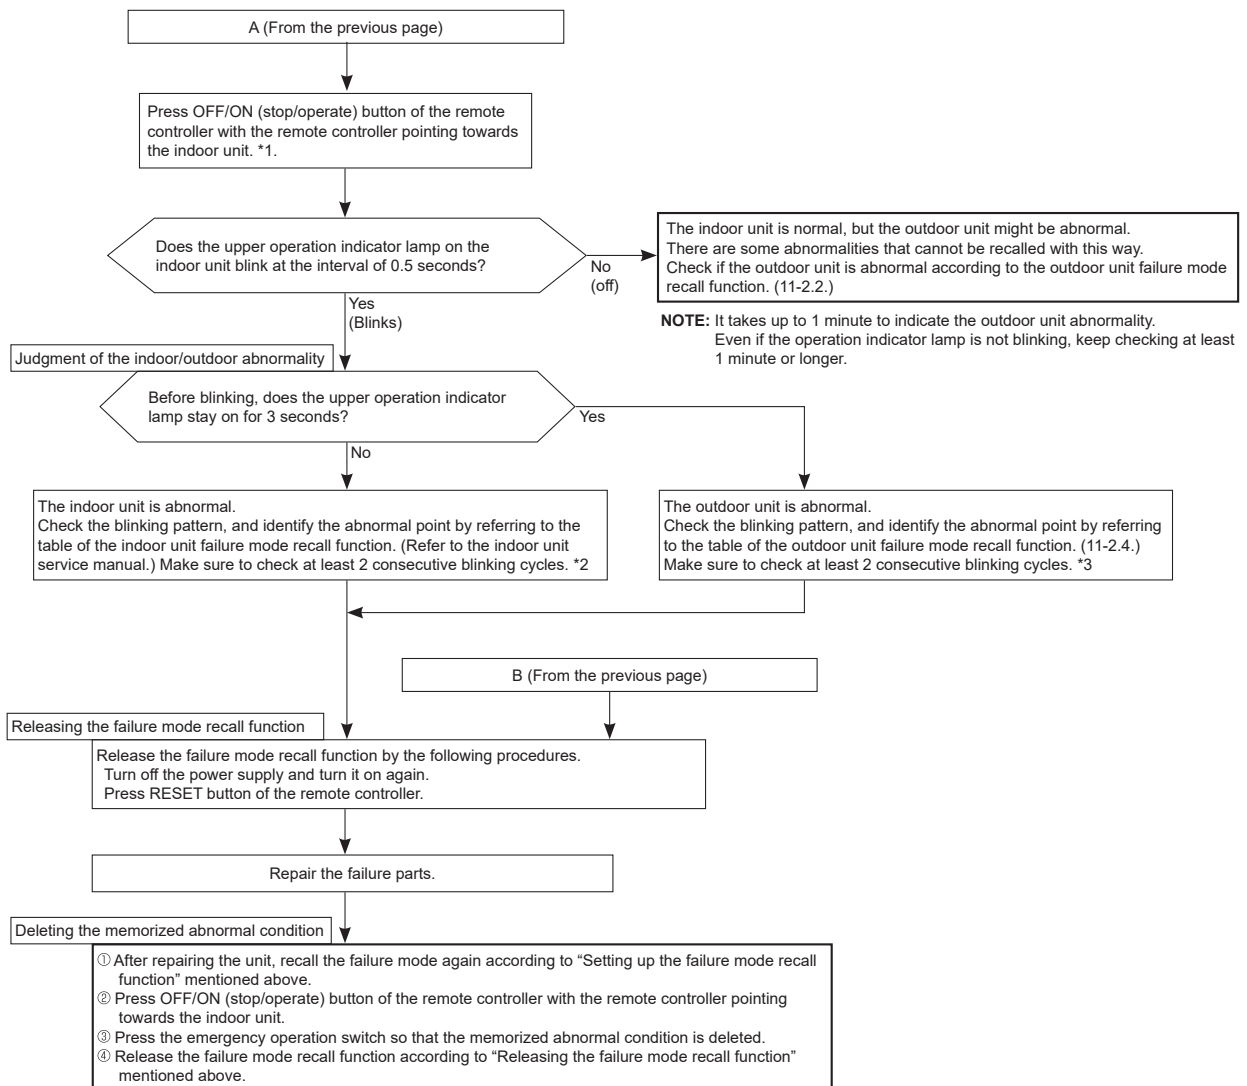 A (From the previous page)
Press OFF/ON (stop/operate) button of the remote
controller with the remote controller pointing towards
the indoor unit. *1.
Does the upper operation indicator lamp on the
indoor unit blink at the interval of 0.5 seconds?
No
(off)
The indoor unit is normal, but the outdoor unit might be abnormal.
There are some abnormalities that cannot be recalled with this way.
Check if the outdoor unit is abnormal according to the outdoor unit failure mode
recall function. (11-2.2.)
NOTE: It takes up to 1 minute to indicate the outdoor unit abnormality.
Even if the operation indicator lamp is not blinking, keep checking at least
1 minute or longer.
Yes
(Blinks)
Judgment of the indoor/outdoor abnormality
Before blinking, does the upper operation indicator
lamp stay on for 3 seconds?
Yes
No
The indoor unit is abnormal.
Check the blinking pattern, and identify the abnormal point by referring to the
table of the indoor unit failure mode recall function. (Refer to the indoor unit
service manual.) Make sure to check at least 2 consecutive blinking cycles. *2
The outdoor unit is abnormal.
Check the blinking pattern, and identify the abnormal point by referring
to the table of the outdoor unit failure mode recall function. (11-2.4.)
Make sure to check at least 2 consecutive blinking cycles. *3
B (From the previous page)
Releasing the failure mode recall function
Release the failure mode recall function by the following procedures.
Turn off the power supply and turn it on again.
Press RESET button of the remote controller.
Repair the failure parts.
Deleting the memorized abnormal condition
① After repairing the unit, recall the failure mode again according to “Setting up the failure mode recall
function” mentioned above.
② Press OFF/ON (stop/operate) button of the remote controller with the remote controller pointing
towards the indoor unit.
③ Press the emergency operation switch so that the memorized abnormal condition is deleted.
④ Release the failure mode recall function according to “Releasing the failure mode recall function”
mentioned above.